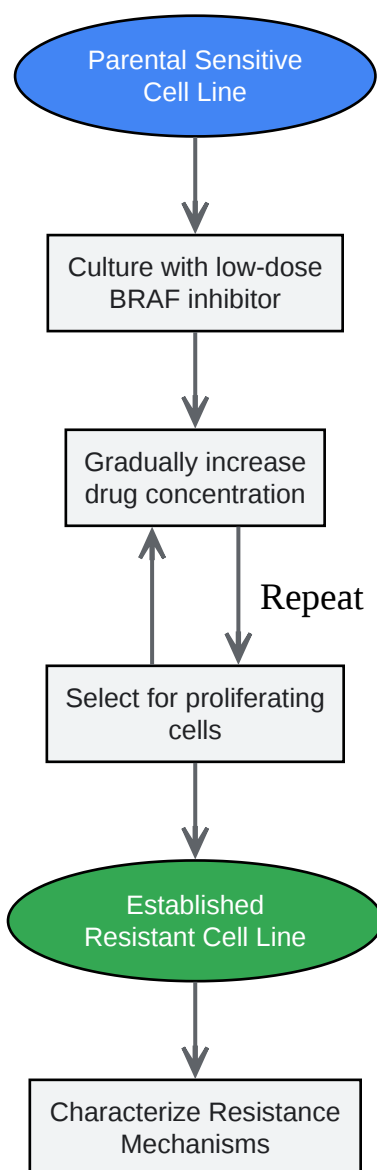 Parental Sensitive
Cell Line
Culture with low-dose
BRAF inhibitor
Gradually increase
drug concentration
Repeat
Select for proliferating
cells
Established
Resistant Cell Line
Characterize Resistance
Mechanisms